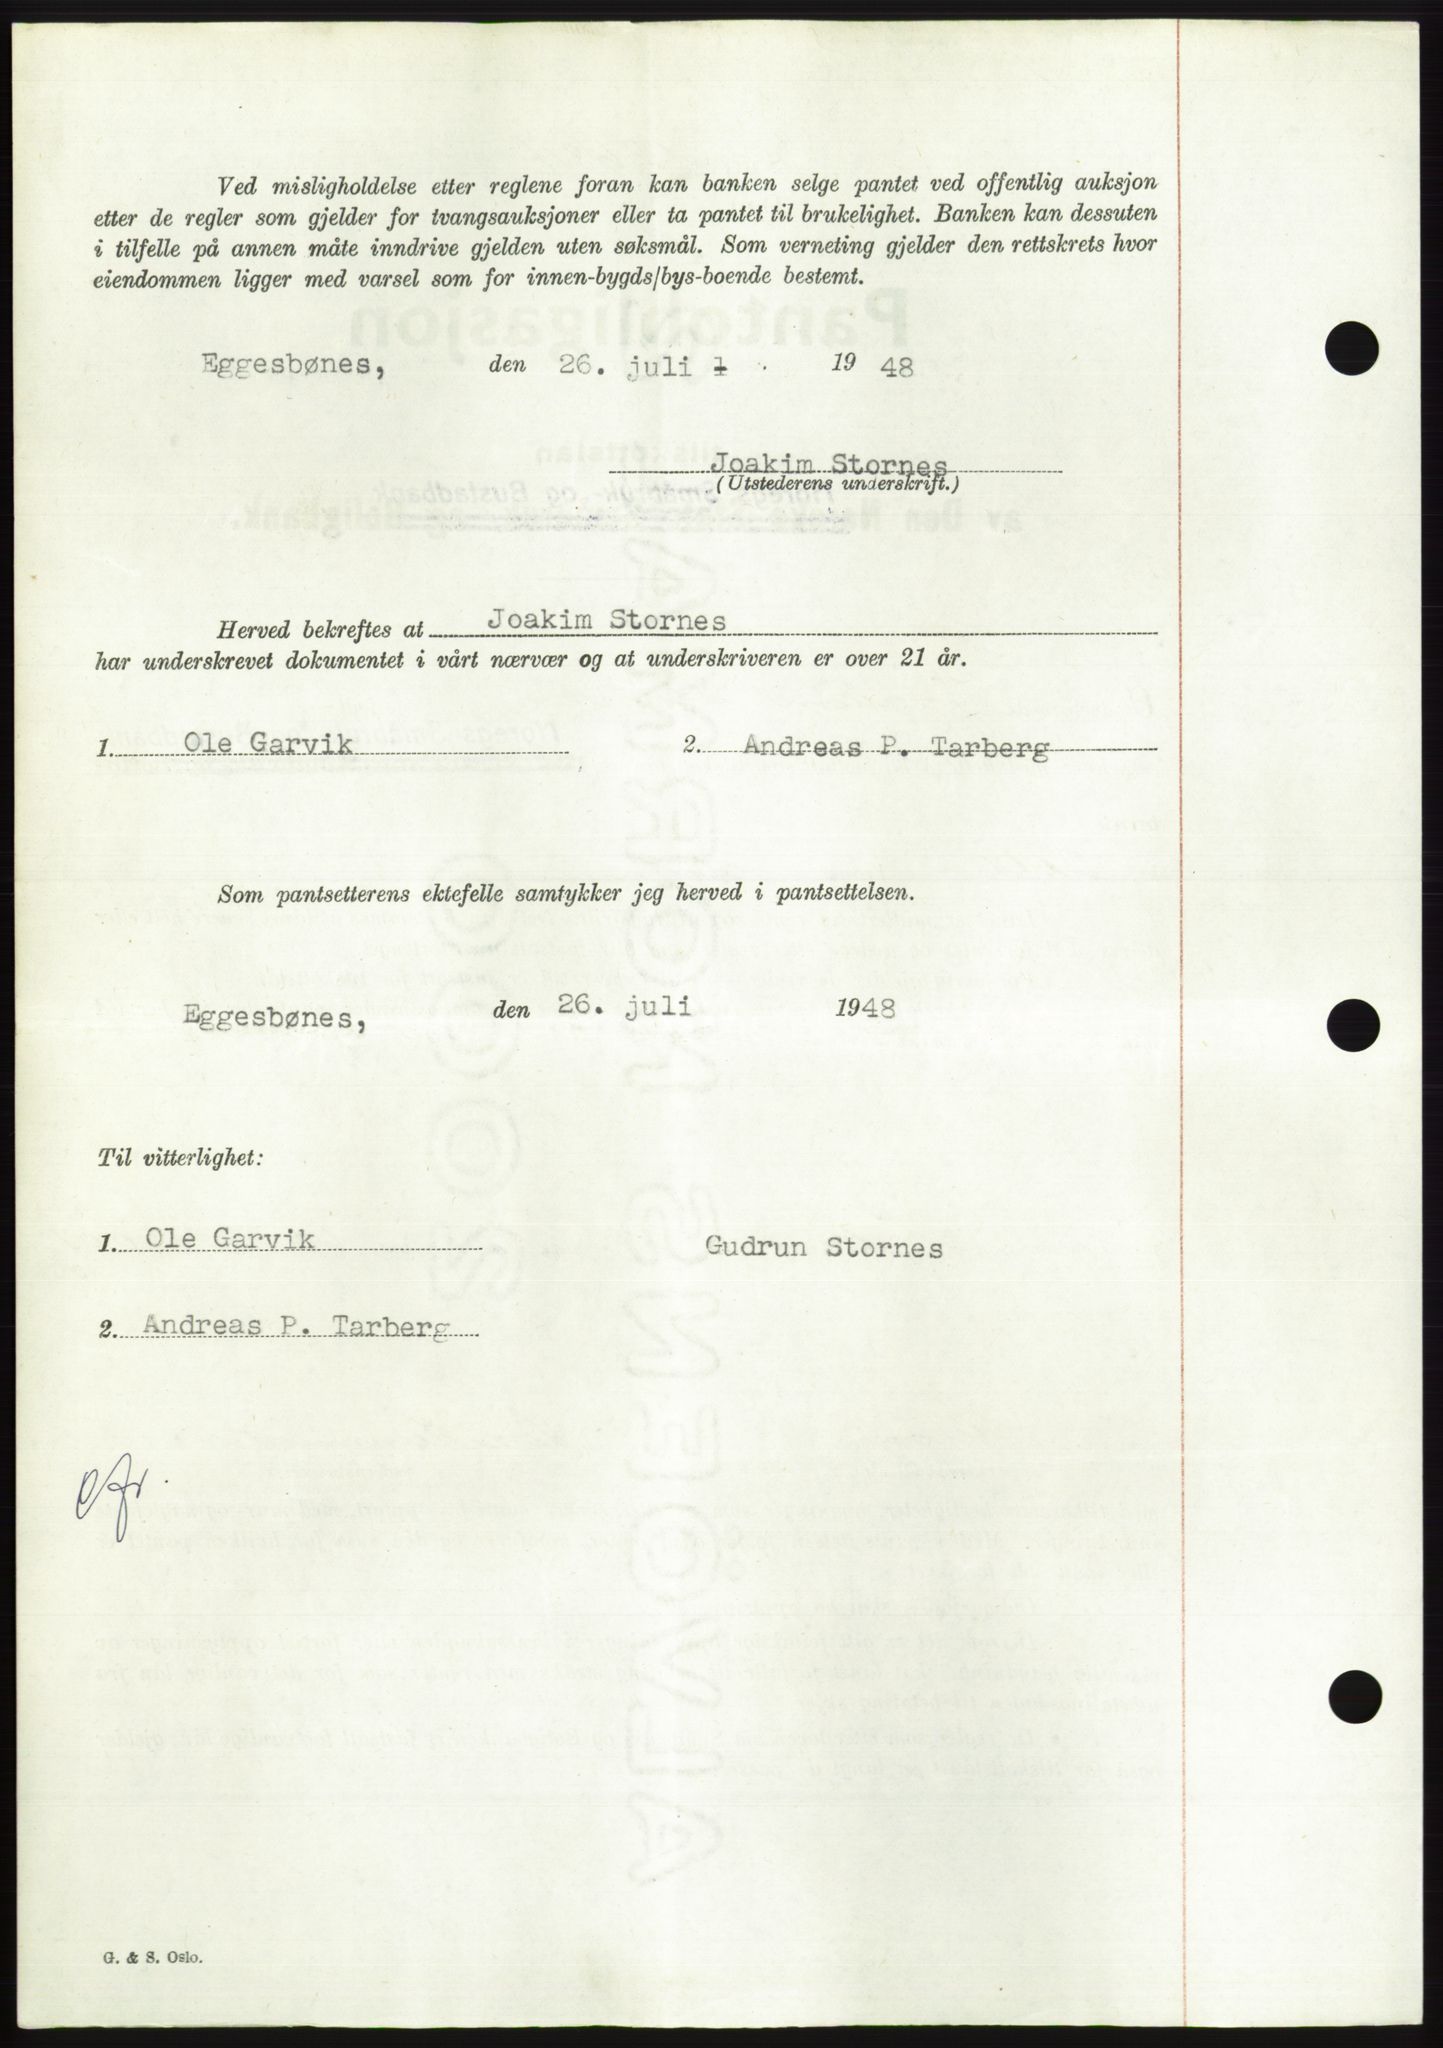 Ved misligholdelse etter reglene foran kan banken selge pantet ved offentlig auksjon
etter de regler som gjelder for tvangsauksjoner eller ta pantet til brukelighet. Banken kan dessuten
i tilfelle på annen måte inndrive gjelden uten søksmål. Som verneting gjelder den rettskrets hvor
eiendommen ligger med varsel som for innen-bygds/bys-boende bestemt.
Eggesbønes, den 26. juli 1948
Joakim Stornes
(Utstederens underskrift.)
Herved bekreftes at Joakim Stornes
har underskrevet dokumentet i vårt nærvær og at underskriveren er over 21 år.
1. Ole Garvik 2. Andreas P. Tarberg
Som pantsetterens ektefelle samtykker jeg herved i pantsettelsen.
Eggesbønes, den 26. juli 1948
Til vitterlighet:
1. Ole Garvik Gudrun Stornes
2. Andreas P. Tarberg
G. & S. Oslo.